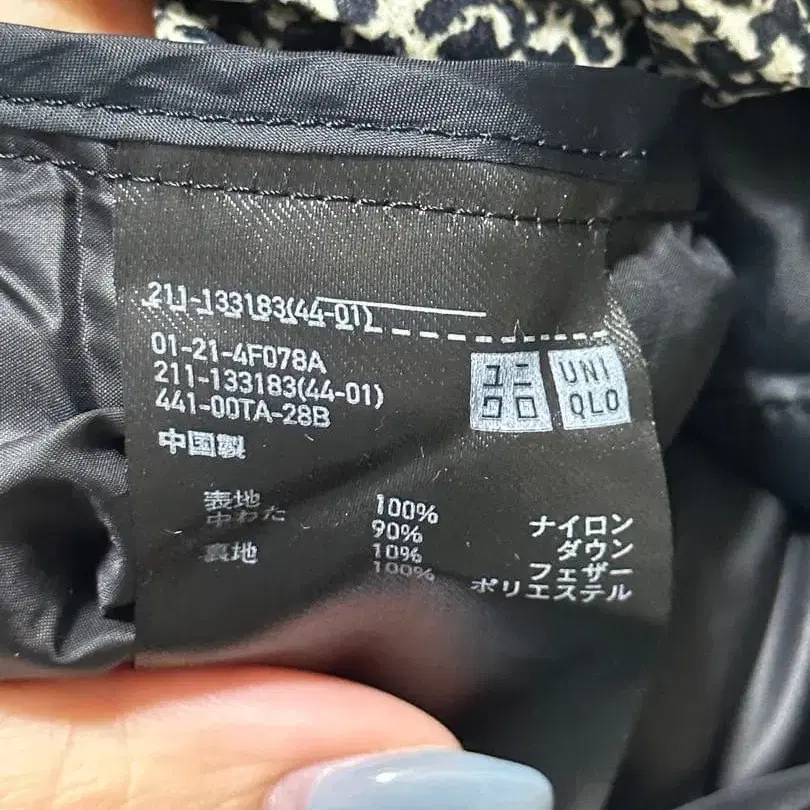 211-133183(44-01)
01-21-4F078A
211-133183(44-01)
441-00TA-28B
中国製
ユニ
クロ
UNI
QLO
表地 100% ナイロン
中わた 90% ダウン
10% フェザー
裏地 100% ポリエステル